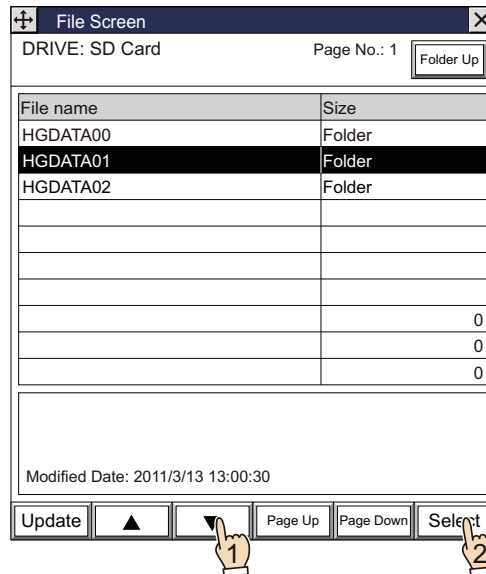 File Screen
DRIVE: SD Card Page No.: 1 Folder Up
File name Size
HGDATA00 Folder
HGDATA01 Folder
HGDATA02 Folder
0
0
0
Modified Date: 2011/3/13 13:00:30
Update ▲ ▼ Page Up Page Down Select
1 2